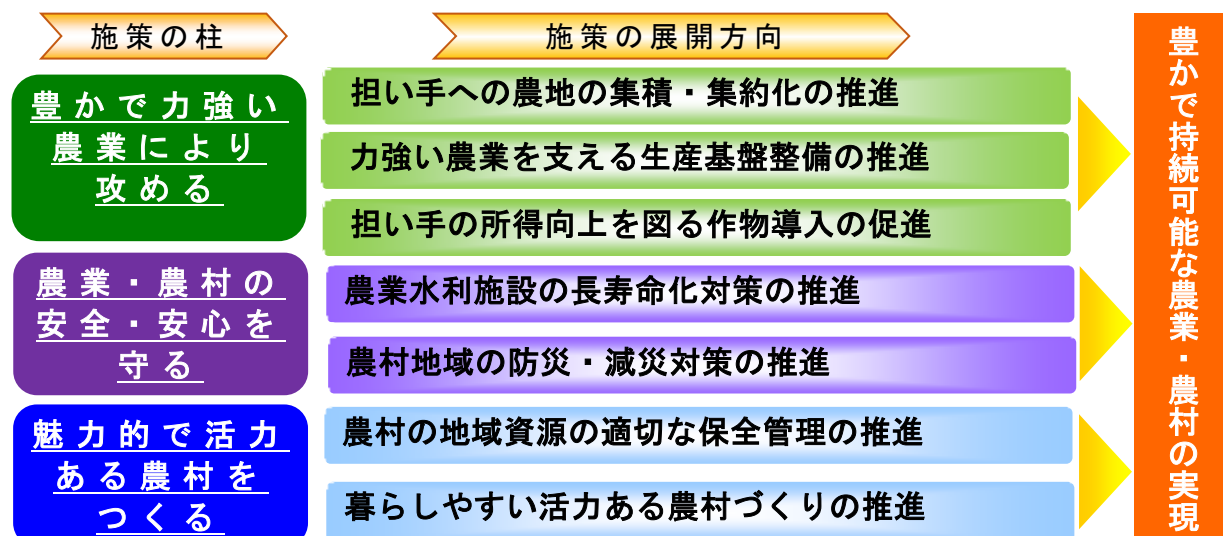 施策の柱
施策の展開方向
豊かで力強い
農業により
攻める
担い手への農地の集積・集約化の推進
力強い農業を支える生産基盤整備の推進
担い手の所得向上を図る作物導入の促進
農業・農村の
安全・安心を
守る
農業水利施設の長寿命化対策の推進
農村地域の防災・減災対策の推進
魅力的で活力
ある農村を
つくる
農村の地域資源の適切な保全管理の推進
暮らしやすい活力ある農村づくりの推進
豊かで持続可能な農業・農村の実現